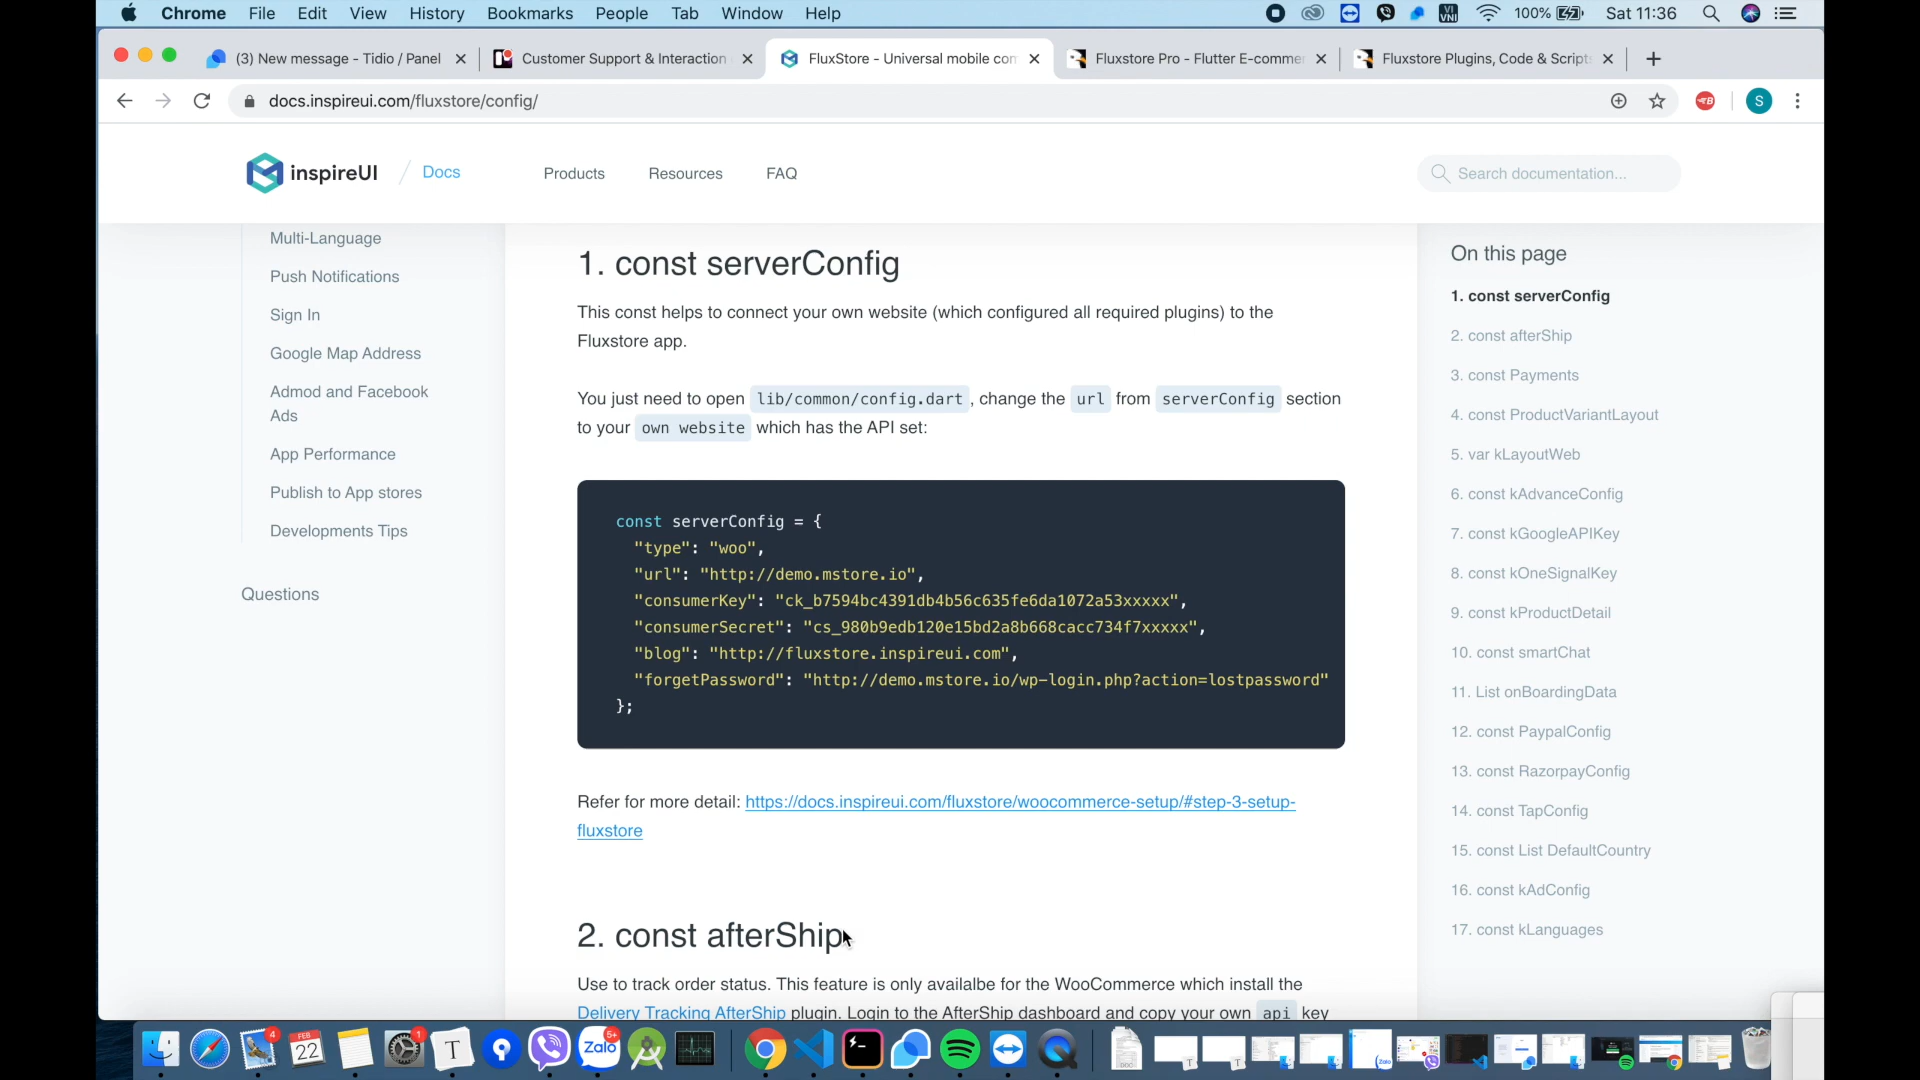 Chrome File Edit View History Bookmarks People Tab Window Help
VI
VNI
100%
Sat 11:36
(3) New message - Tidio / Panel
Customer Support & Interaction
FluxStore - Universal mobile com
Fluxstore Pro - Flutter E-commer
Fluxstore Plugins, Code & Script
docs.inspireui.com/fluxstore/config/
S
inspireUI / Docs
Products
Resources
FAQ
Search documentation...
Multi-Language
Push Notifications
Sign In
Google Map Address
Admod and Facebook
Ads
App Performance
Publish to App stores
Developments Tips
Questions
1. const serverConfig
This const helps to connect your own website (which configured all required plugins) to the
Fluxstore app.
You just need to open lib/common/config.dart , change the url from serverConfig section
to your own website which has the API set:
const serverConfig = {
"type": "woo",
"url": "http://demo.mstore.io",
"consumerKey": "ck_b7594bc4391db4b56c635fe6da1072a53xxxxx",
"consumerSecret": "cs_980b9edb120e15bd2a8b668cacc734f7xxxxx",
"blog": "http://fluxstore.inspireui.com",
"forgetPassword": "http://demo.mstore.io/wp-login.php?action=lostpassword"
};
Refer for more detail: https://docs.inspireui.com/fluxstore/woocommerce-setup/#step-3-setup-
fluxstore
2. const afterShip
Use to track order status. This feature is only availalbe for the WooCommerce which install the
Delivery Tracking AfterShip plugin. Login to the AfterShip dashboard and copy your own api key
On this page
1. const serverConfig
2. const afterShip
3. const Payments
4. const ProductVariantLayout
5. var kLayoutWeb
6. const kAdvanceConfig
7. const kGoogleAPIKey
8. const kOneSignalKey
9. const kProductDetail
10. const smartChat
11. List onBoardingData
12. const PaypalConfig
13. const RazorpayConfig
14. const TapConfig
15. const List DefaultCountry
16. const kAdConfig
17. const kLanguages
4
FEB
22
1
T
Zalo
5+